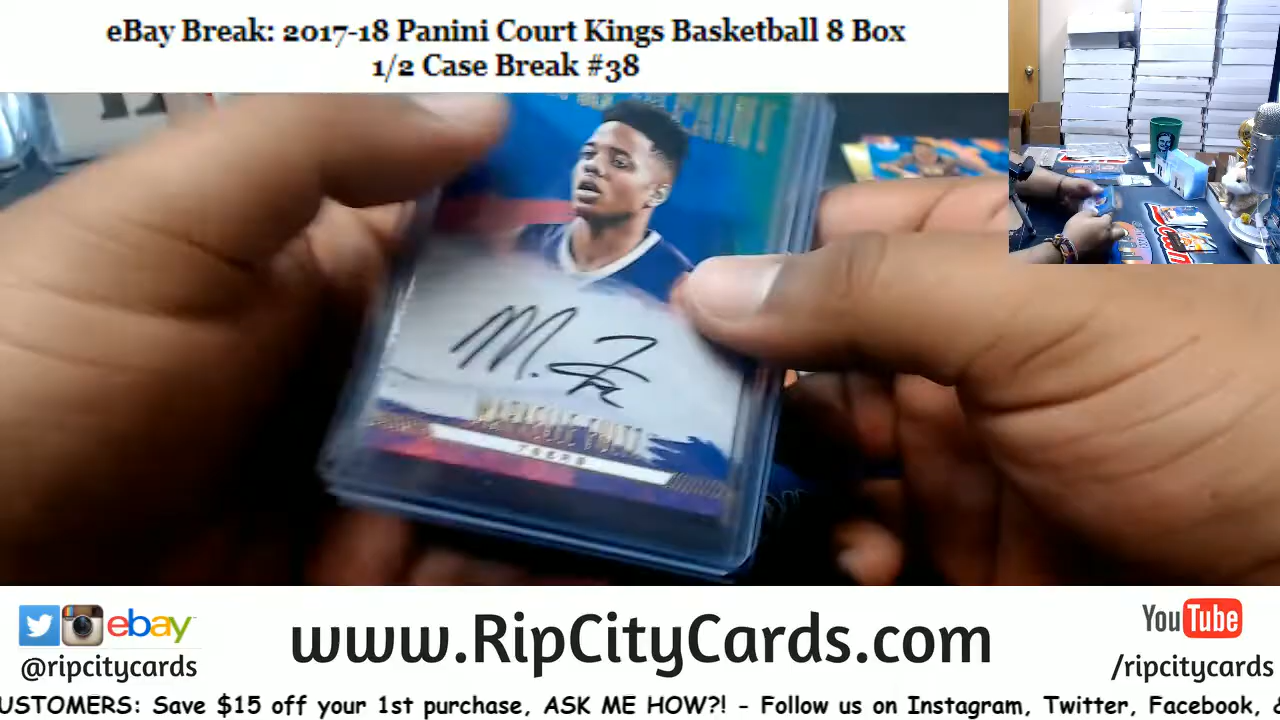 eBay Break: 2017-18 Panini Court Kings Basketball 8 Box
1/2 Case Break #38
PAINT
76ERS
ebay
@ripcitycards
www.RipCityCards.com
YouTube
/ripcitycards
USTOMERS: Save $15 off your 1st purchase, ASK ME HOW?! - Follow us on Instagram, Twitter, Facebook, &